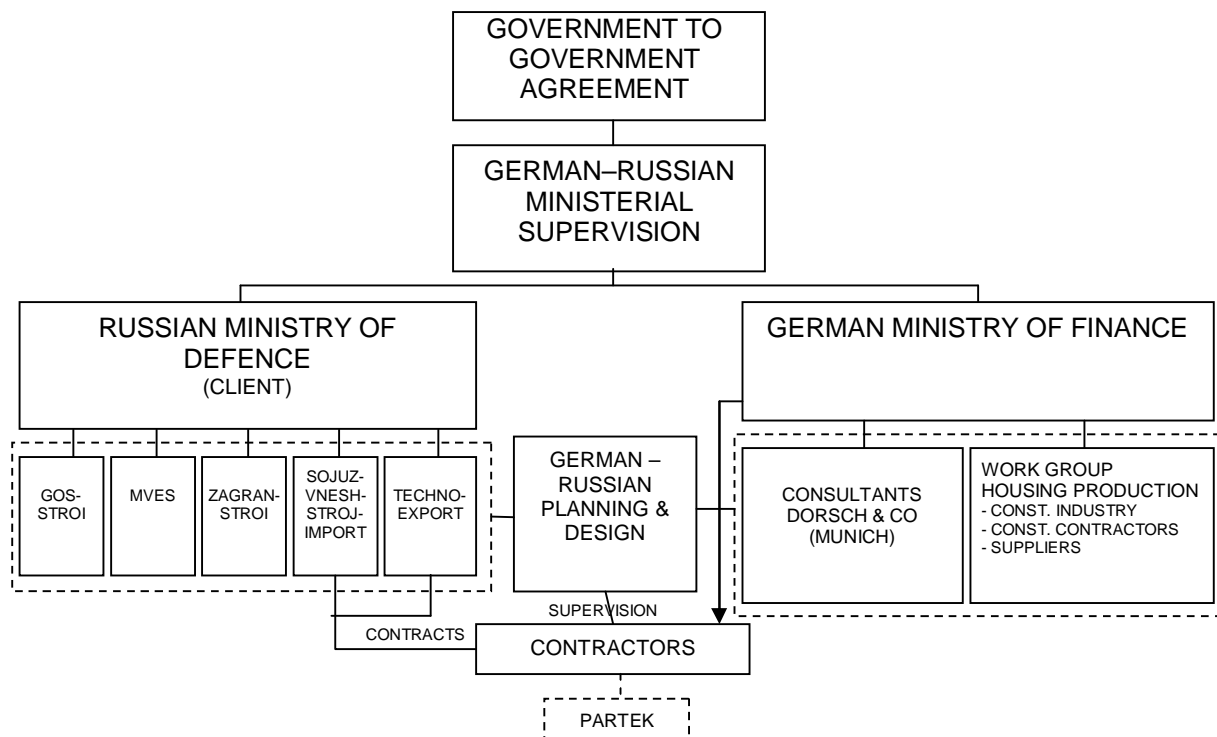 GOVERNMENT TO
GOVERNMENT
AGREEMENT
GERMAN–RUSSIAN
MINISTERIAL
SUPERVISION
RUSSIAN MINISTRY OF
DEFENCE
(CLIENT)
GERMAN MINISTRY OF FINANCE
GOS-
STROI
MVES
ZAGRAN-
STROI
SOJUZ-
VNESH-
STROJ-
IMPORT
TECHNO-
EXPORT
GERMAN –
RUSSIAN
PLANNING &
DESIGN
CONSULTANTS
DORSCH & CO
(MUNICH)
WORK GROUP
HOUSING PRODUCTION
- CONST. INDUSTRY
- CONST. CONTRACTORS
- SUPPLIERS
SUPERVISION
CONTRACTS
CONTRACTORS
PARTEK